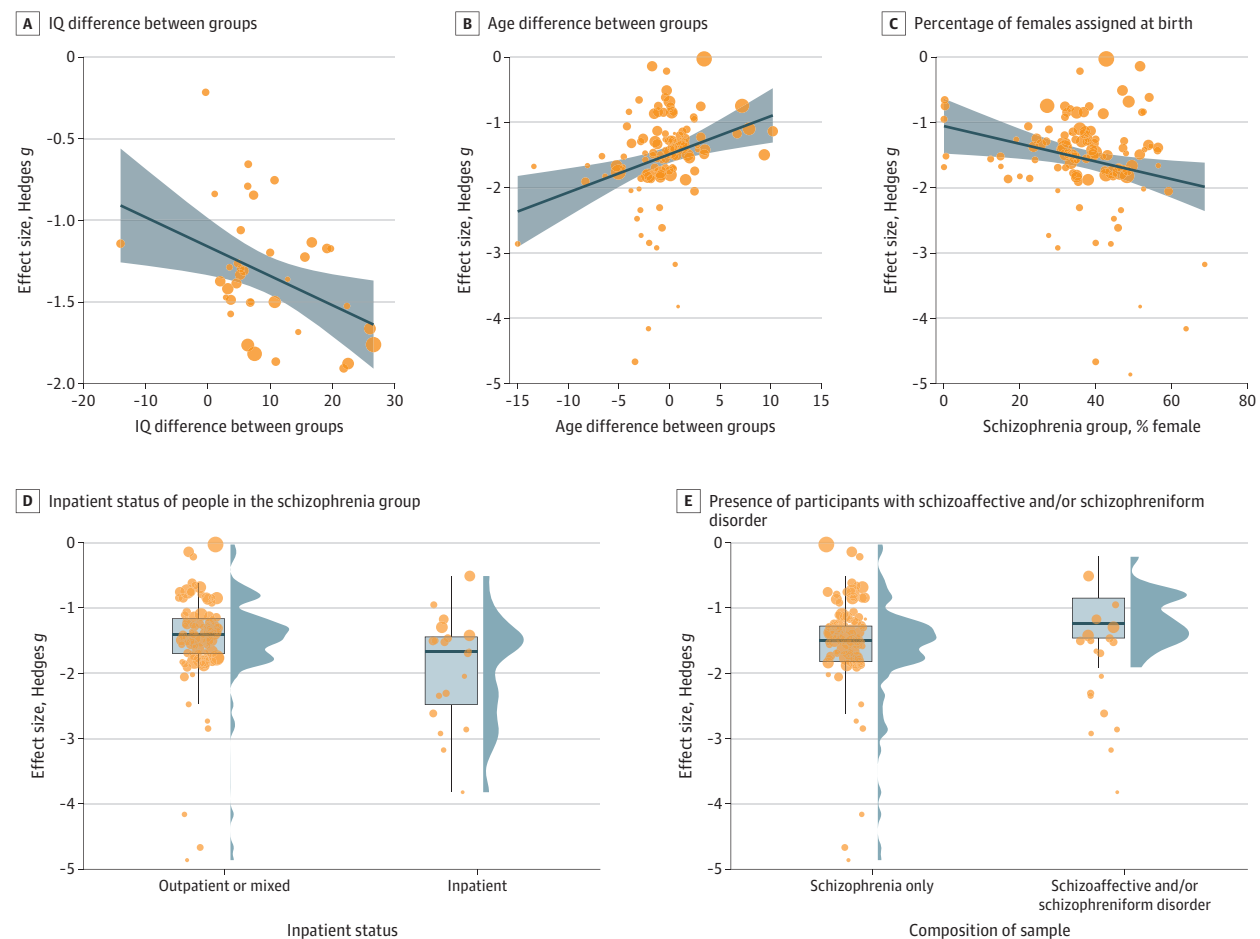 A IQ difference between groups
0
-0.5
-1.0
-1.5
-2.0
Effect size, Hedges g
-20 -10 0 10 20 30
IQ difference between groups
B Age difference between groups
0
-1
-2
-3
-4
-5
Effect size, Hedges g
-15 -10 -5 0 5 10 15
Age difference between groups
C Percentage of females assigned at birth
0
-1
-2
-3
-4
-5
Effect size, Hedges g
0 20 40 60 80
Schizophrenia group, % female
D Inpatient status of people in the schizophrenia group
0
-1
-2
-3
-4
-5
Effect size, Hedges g
Outpatient or mixed Inpatient
Inpatient status
E Presence of participants with schizoaffective and/or schizophreniform
disorder
0
-1
-2
-3
-4
-5
Effect size, Hedges g
Schizophrenia only Schizoaffective and/or
schizophreniform disorder
Composition of sample